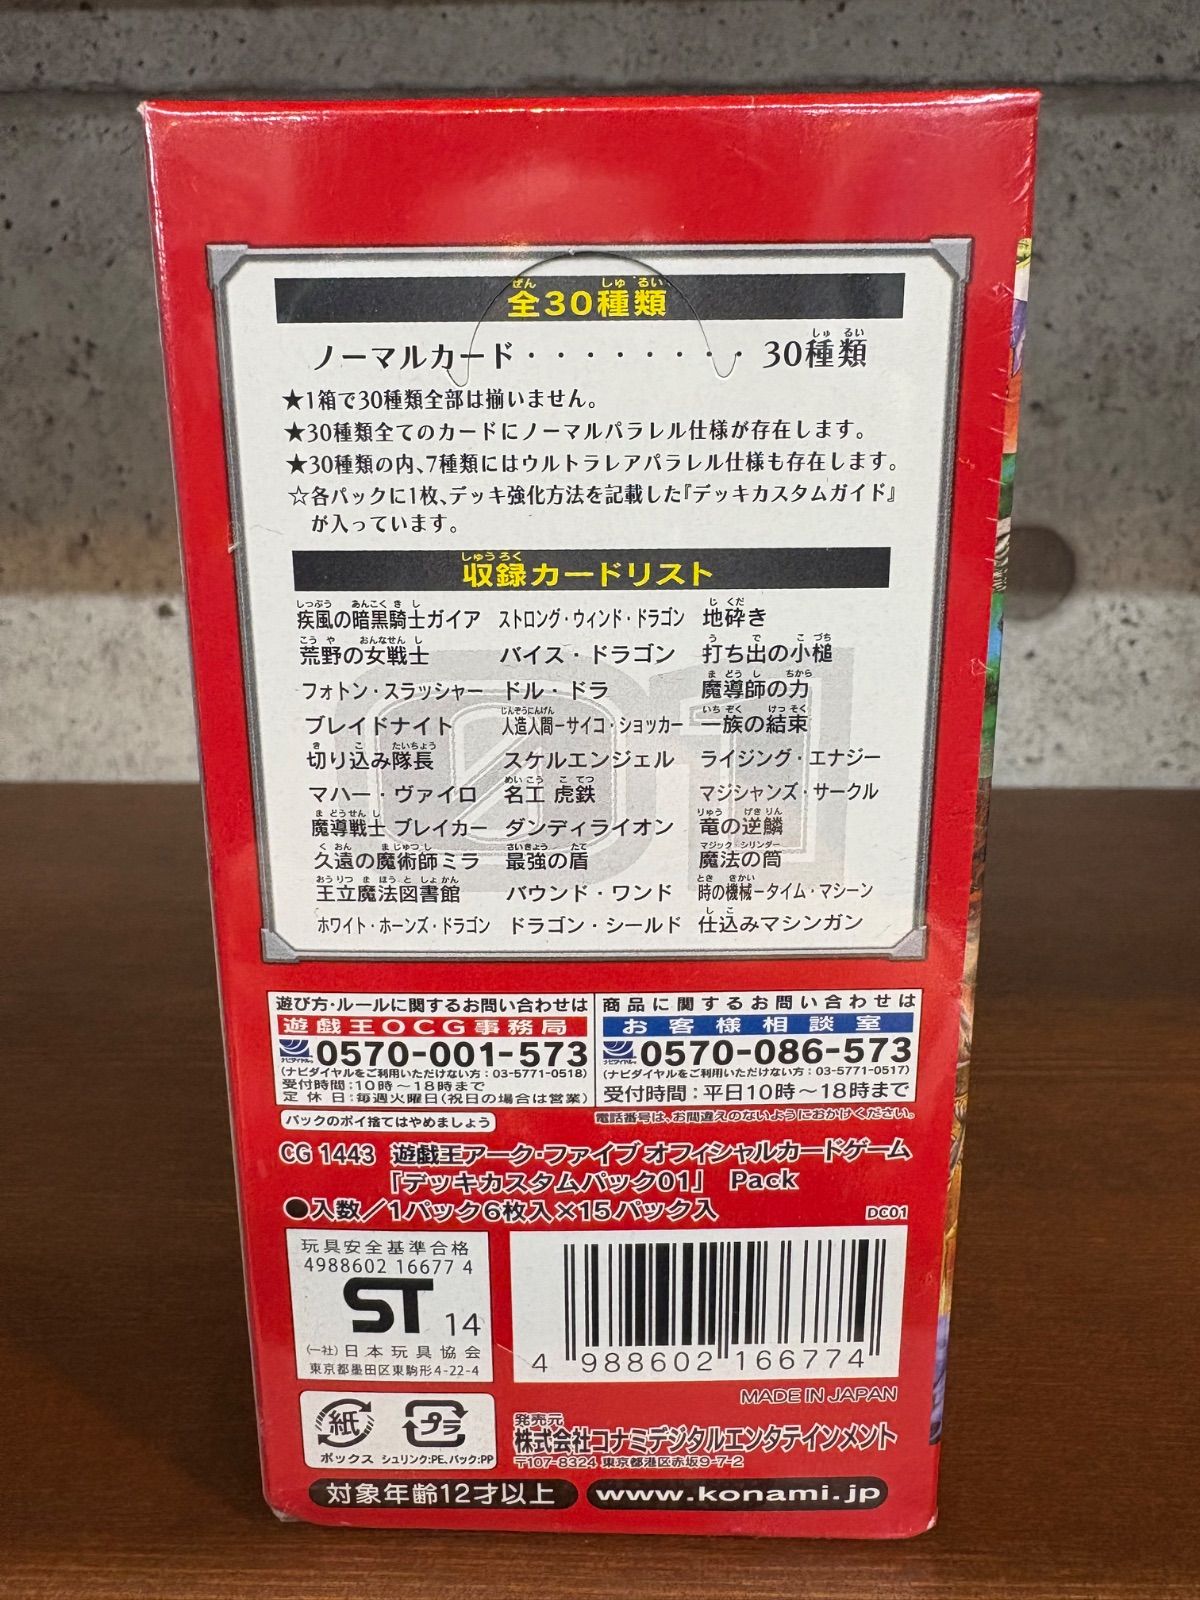 全30種類
ノーマルカード・・・・・・・・・30種類
★1箱で30種類全部は揃いません。
★30種類全てのカードにノーマルパラレル仕様が存在します。
★30種類の内、7種類にはウルトラレアパラレル仕様も存在します。
☆各パックに1枚、デッキ強化方法を記載した『デッキカスタムガイド』
が入っています。
収録カードリスト
疾風の暗黒騎士ガイア ストロング・ウィンド・ドラゴン 地砕き
荒野の女戦士 バイス・ドラゴン 打ち出の小槌
フォトン・スラッシャー ドル・ドラ 魔導師の力
ブレイドナイト 人造人間-サイコ・ショッカー 一族の結束
切り込み隊長 スケルエンジェル ライジング・エナジー
マハー・ヴァイロ 名工 虎鉄 マジシャンズ・サークル
魔導戦士 ブレイカー ダンディライオン 竜の逆鱗
久遠の魔術師ミラ 最強の盾 魔法の筒
王立魔法図書館 バウンド・ワンド 時の機械-タイム・マシーン
ホワイト・ホーンズ・ドラゴン ドラゴン・シールド 仕込みマシンガン
遊び方・ルールに関するお問い合わせは
遊戯王OCG事務局
ナビダイヤル 0570-001-573
(ナビダイヤルをご利用いただけない方：03-5771-0518)
受付時間：10時～18時まで
定休日：毎週火曜日(祝日の場合は営業)
商品に関するお問い合わせは
お客様相談室
ナビダイヤル 0570-086-573
(ナビダイヤルをご利用いただけない方：03-5771-0517)
受付時間：平日10時～18時まで
パックのポイ捨てはやめましょう
電話番号は、お間違えのないようにおかけください。
CG 1443 遊戯王アーク・ファイブ オフィシャルカードゲーム
「デッキカスタムパック01」 Pack
●入数/1パック6枚入×15パック入 DC01
玩具安全基準合格
4988602 16677 4
ST 14
(一社)日本玩具協会
東京都墨田区東駒形4-22-4
4 988602 166774
MADE IN JAPAN
紙 プラ
ボックス シュリンク:PE、パック:PP
発売元
株式会社コナミデジタルエンタテインメント
〒107-8324 東京都港区赤坂9-7-2
対象年齢12才以上 www.konami.jp